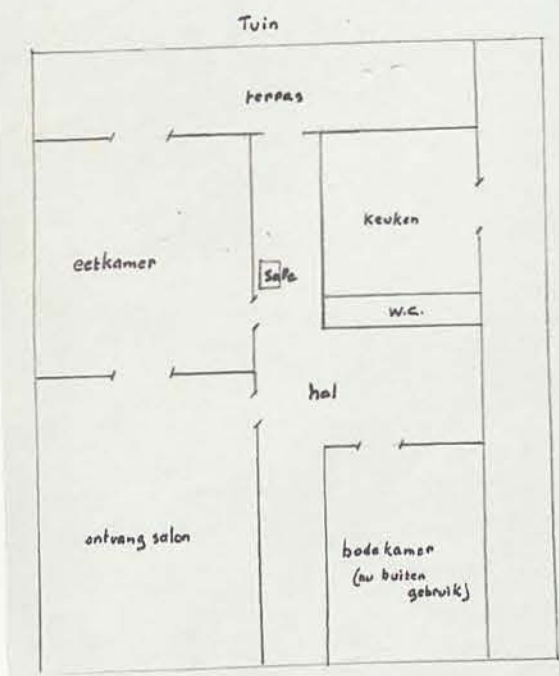 Tuin
terras
keuken
eetkamer
Safe
W.C.
hal
ontvang salon
bode kamer
(nu buiten
gebruik)